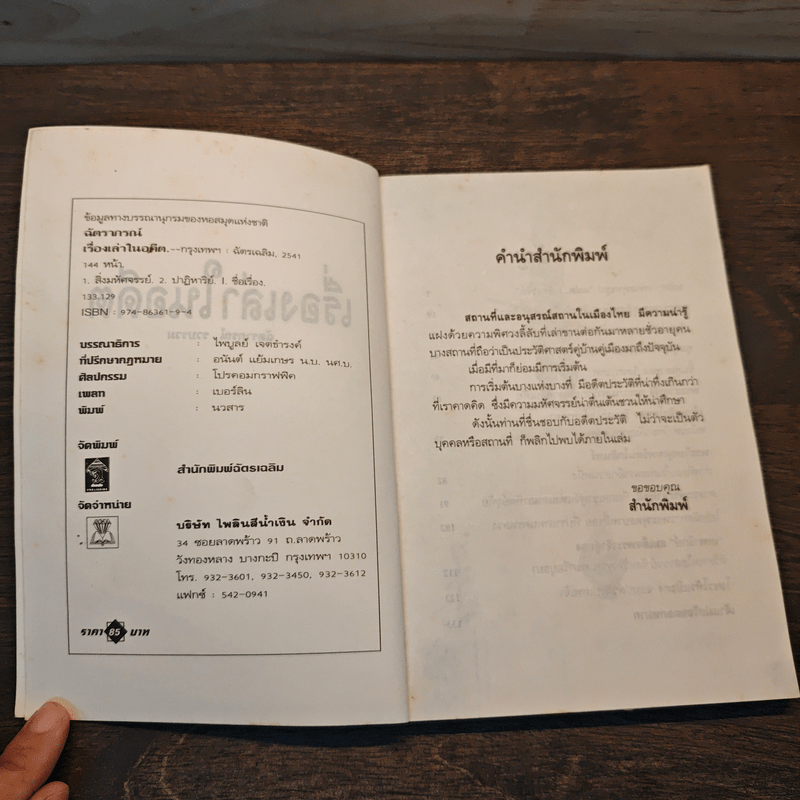 ข้อมูลทางบรรณานุกรมของหอสมุดแห่งชาติ
ฉัตราภรณ์
เรื่องเล่าในอดีต.--กรุงเทพฯ : ฉัตรเฉลิม, 2541
144 หน้า.
1. สิ่งมหัศจรรย์. 2. ปาฏิหาริย์. I. ชื่อเรื่อง.
133.129
ISBN : 974-86361-9-4
บรรณาธิการ : ไพบูลย์ เจตธำรงค์
ที่ปรึกษากฎหมาย : อนันต์ แย้มเกษร น.บ. นศ.บ.
ศิลปกรรม : โปรคอมกราฟฟิค
เพลท : เบอร์ลิน
พิมพ์ : นวสาร
จัดพิมพ์
สำนักพิมพ์ฉัตรเฉลิม
จัดจำหน่าย
บริษัท ไพลินสีน้ำเงิน จำกัด
34 ซอยลาดพร้าว 91 ถ.ลาดพร้าว
วังทองหลาง บางกะปิ กรุงเทพฯ 10310
โทร. 932-3601, 932-3450, 932-3612
แฟกซ์ : 542-0941
ราคา 85 บาท
คำนำสำนักพิมพ์
สถานที่และอนุสรณ์สถานในเมืองไทย มีความน่ารู้
แฝงด้วยความพิศวงลี้ลับที่เล่าขานต่อกันมาหลายชั่วอายุคน
บางสถานที่ถือว่าเป็นประวัติศาสตร์คู่บ้านคู่เมืองมาถึงปัจจุบัน
เมื่อมีที่มาก็ย่อมมีการเริ่มต้น
การเริ่มต้นบางแห่งบางที่ มีอดีตประวัติที่น่าทึ่งเกินกว่า
ที่เราคาดคิด ซึ่งมีความมหัศจรรย์น่าตื่นเต้นชวนให้น่าศึกษา
ดังนั้นท่านที่ชื่นชอบกับอดีตประวัติ ไม่ว่าจะเป็นตัว
บุคคลหรือสถานที่ ก็พลิกไปพบได้ภายในเล่ม
ขอขอบคุณ
สำนักพิมพ์